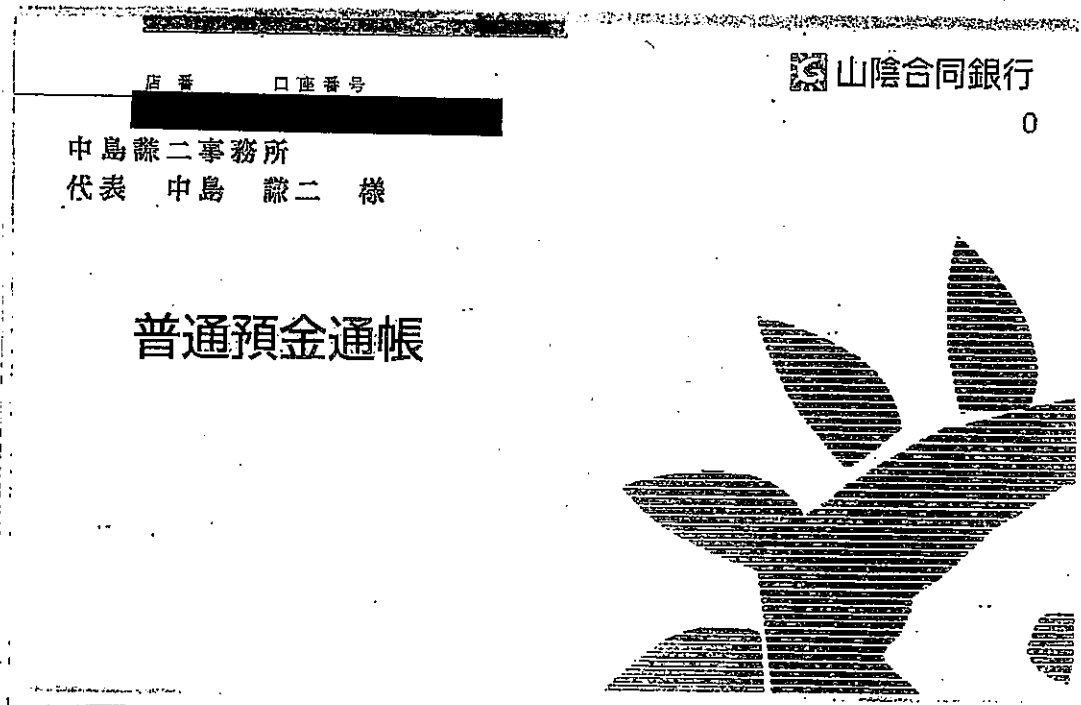 店番 口座番号
中島謙二事務所
代表 中島 謙二 様
普通預金通帳
山陰合同銀行
0